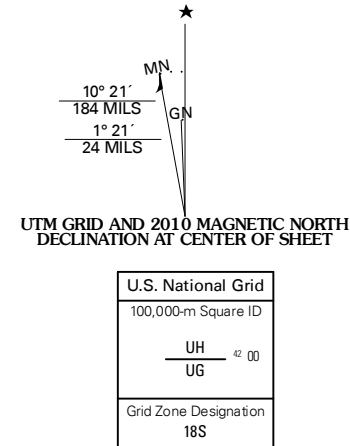 MN
GN
10° 21´
184 MILS
1° 21´
24 MILS
UTM GRID AND 2010 MAGNETIC NORTH
DECLINATION AT CENTER OF SHEET
U.S. National Grid
100,000-m Square ID
UH
42 00
UG
Grid Zone Designation
18S